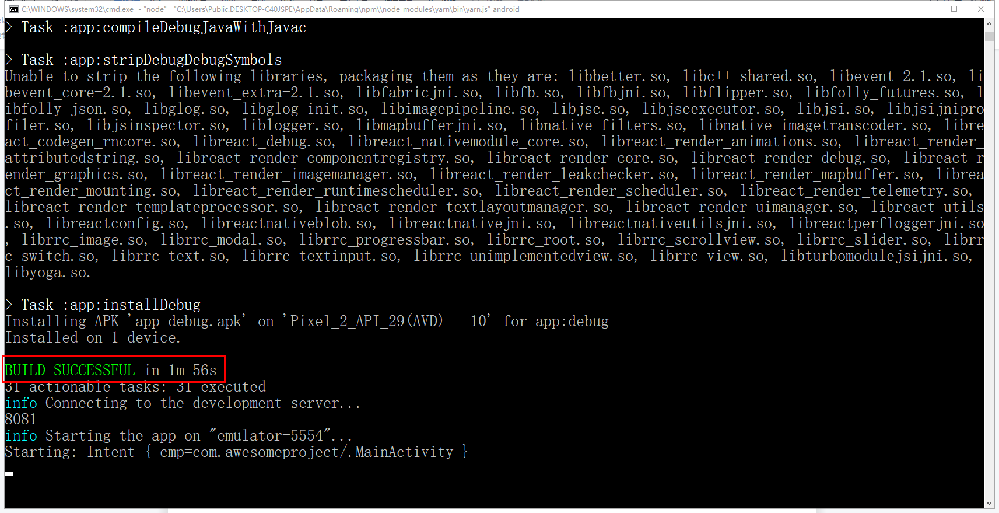 C:\WINDOWS\system32\cmd.exe - "node" "C:\Users\Public.DESKTOP-C40JSPE\AppData\Roaming\npm\\node_modules\yarn\bin\yarn.js" android
> Task :app:compileDebugJavaWithJavac
> Task :app:stripDebugDebugSymbols
Unable to strip the following libraries, packaging them as they are: libbetter.so, libc++_shared.so, libevent-2.1.so, li
bevent_core-2.1.so, libevent_extra-2.1.so, libfabricjni.so, libfb.so, libfbjni.so, libflipper.so, libfolly_futures.so, l
ibfolly_json.so, libglog.so, libglog_init.so, libimagepipeline.so, libjsc.so, libjscexecutor.so, libjsi.so, libjsijnipro
filer.so, libjsinspector.so, liblogger.so, libmapbufferjni.so, libnative-filters.so, libnative-imagetranscoder.so, libre
act_codegen_rncore.so, libreact_debug.so, libreact_nativemodule_core.so, libreact_render_animations.so, libreact_render_
attributedstring.so, libreact_render_componentregistry.so, libreact_render_core.so, libreact_render_debug.so, libreact_r
ender_graphics.so, libreact_render_imagemanager.so, libreact_render_leakchecker.so, libreact_render_mapbuffer.so, librea
ct_render_mounting.so, libreact_render_runtimescheduler.so, libreact_render_scheduler.so, libreact_render_telemetry.so,
libreact_render_templateprocessor.so, libreact_render_textlayoutmanager.so, libreact_render_uimanager.so, libreact_utils
.so, libreactconfig.so, libreactnativeblob.so, libreactnativejni.so, libreactnativeutilsjni.so, libreactperfloggerjni.so
, librrc_image.so, librrc_modal.so, librrc_progressbar.so, librrc_root.so, librrc_scrollview.so, librrc_slider.so, librr
c_switch.so, librrc_text.so, librrc_textinput.so, librrc_unimplementedview.so, librrc_view.so, libturbomodulejsijni.so,
libyoga.so.
> Task :app:installDebug
Installing APK 'app-debug.apk' on 'Pixel_2_API_29(AVD) - 10' for app:debug
Installed on 1 device.
BUILD SUCCESSFUL in 1m 56s
31 actionable tasks: 31 executed
info Connecting to the development server...
8081
info Starting the app on "emulator-5554"...
Starting: Intent { cmp=com.awesomeproject/.MainActivity }